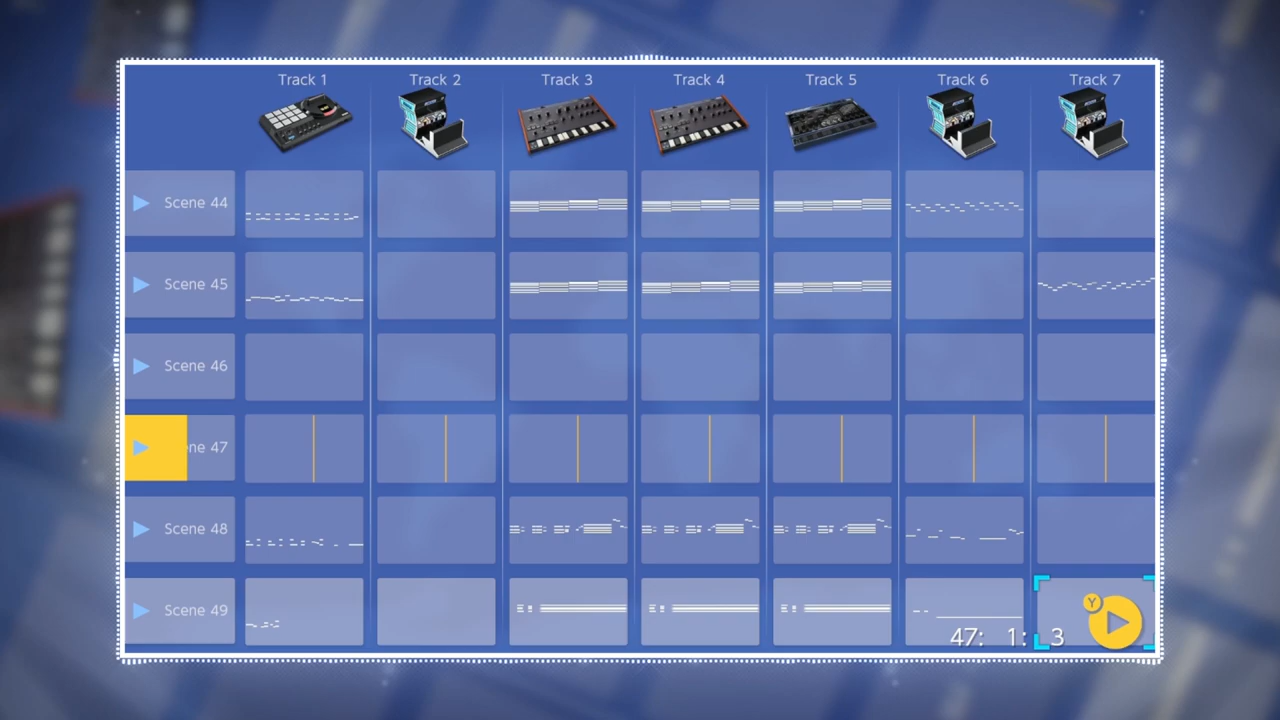 Track 1 Track 2 Track 3 Track 4 Track 5 Track 6 Track 7
Scene 44
Scene 45
Scene 46
ne 47
Scene 48
Scene 49
47: 1: 3
Y